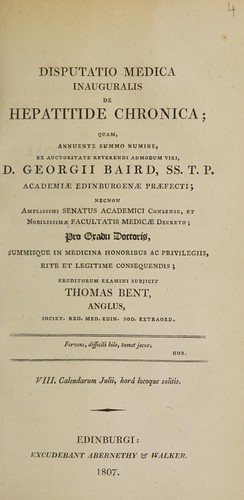 4
DISPUTATIO MEDICA
INAUGURALIS
DE
HEPATITIDE CHRONICA;
QUAM,
ANNUENTE SUMMO NUMINE,
EX AUCTORITATE REVERENDI ADMODUM VIRI,
D. GEORGII BAIRD, SS. T. P.
ACADEMIÆ EDINBURGENÆ PRÆFECTI;
NECNON
AMPLISSIMI SENATUS ACADEMICI CONSENSU, ET
NOBILISSIMÆ FACULTATIS MEDICÆ DECRETO;
Pro Gradu Doctoris,
SUMMISQUE IN MEDICINA HONORIBUS AC PRIVILEGIIS,
RITE ET LEGITIME CONSEQUENDIS;
ERUDITORUM EXAMINI SUBJICIT
THOMAS BENT,
ANGLUS,
SOCIET. REG. MED. EDIN. SOD. EXTRAORD.
Fervens, difficili bile, tumet jecur.
HOR.
VIII. Calendarum Julii, horâ locoque solitis.
EDINBURGI:
EXCUDEBANT ABERNETHY & WALKER.
1807.